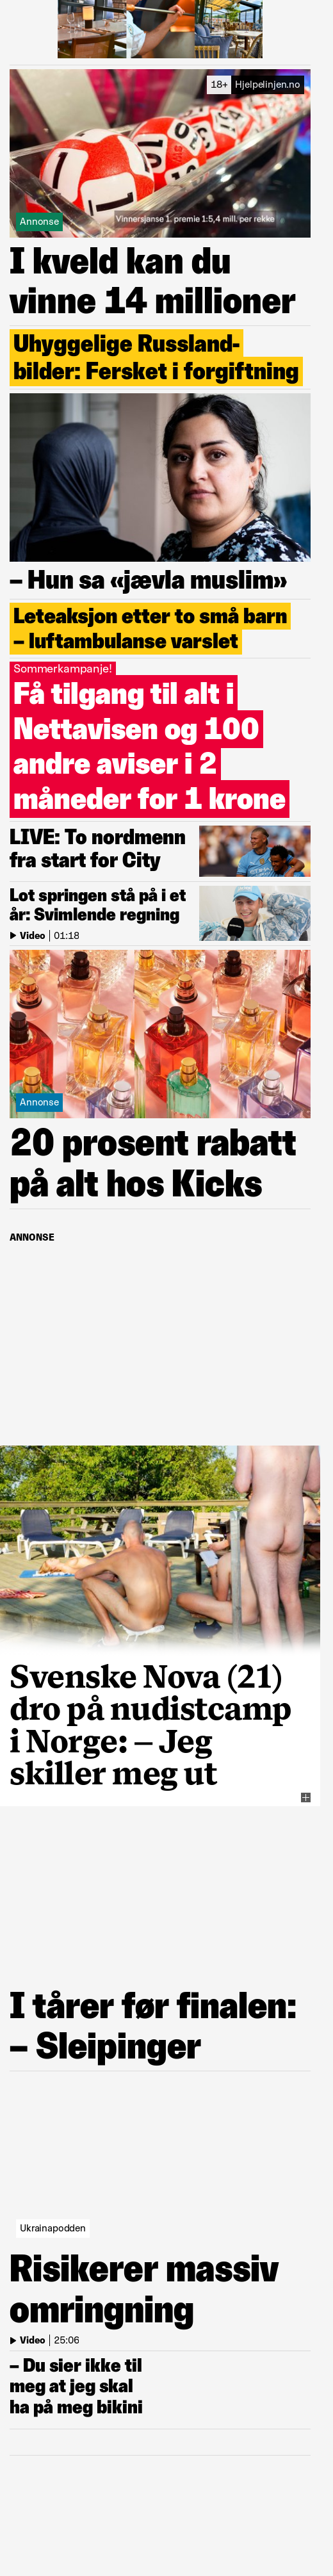 18+ Hjelpelinjen.no
Vinnersjanse 1. premie 1:5,4 mill. per rekke
Annonse
I kveld kan du
vinne 14 millioner
Uhyggelige Russland-
bilder: Fersket i forgiftning
– Hun sa «jævla muslim»
Leteaksjon etter to små barn
– luftambulanse varslet
Sommerkampanje!
Få tilgang til alt i
Nettavisen og 100
andre aviser i 2
måneder for 1 krone
LIVE: To nordmenn
fra start for City
Lot springen stå på i et
år: Svimlende regning
Video | 01:18
Annonse
20 prosent rabatt
på alt hos Kicks
ANNONSE
Svenske Nova (21)
dro på nudistcamp
i Norge: – Jeg
skiller meg ut
I tårer før finalen:
– Sleipinger
Ukrainapodden
Risikerer massiv
omringning
Video | 25:06
– Du sier ikke til
meg at jeg skal
ha på meg bikini